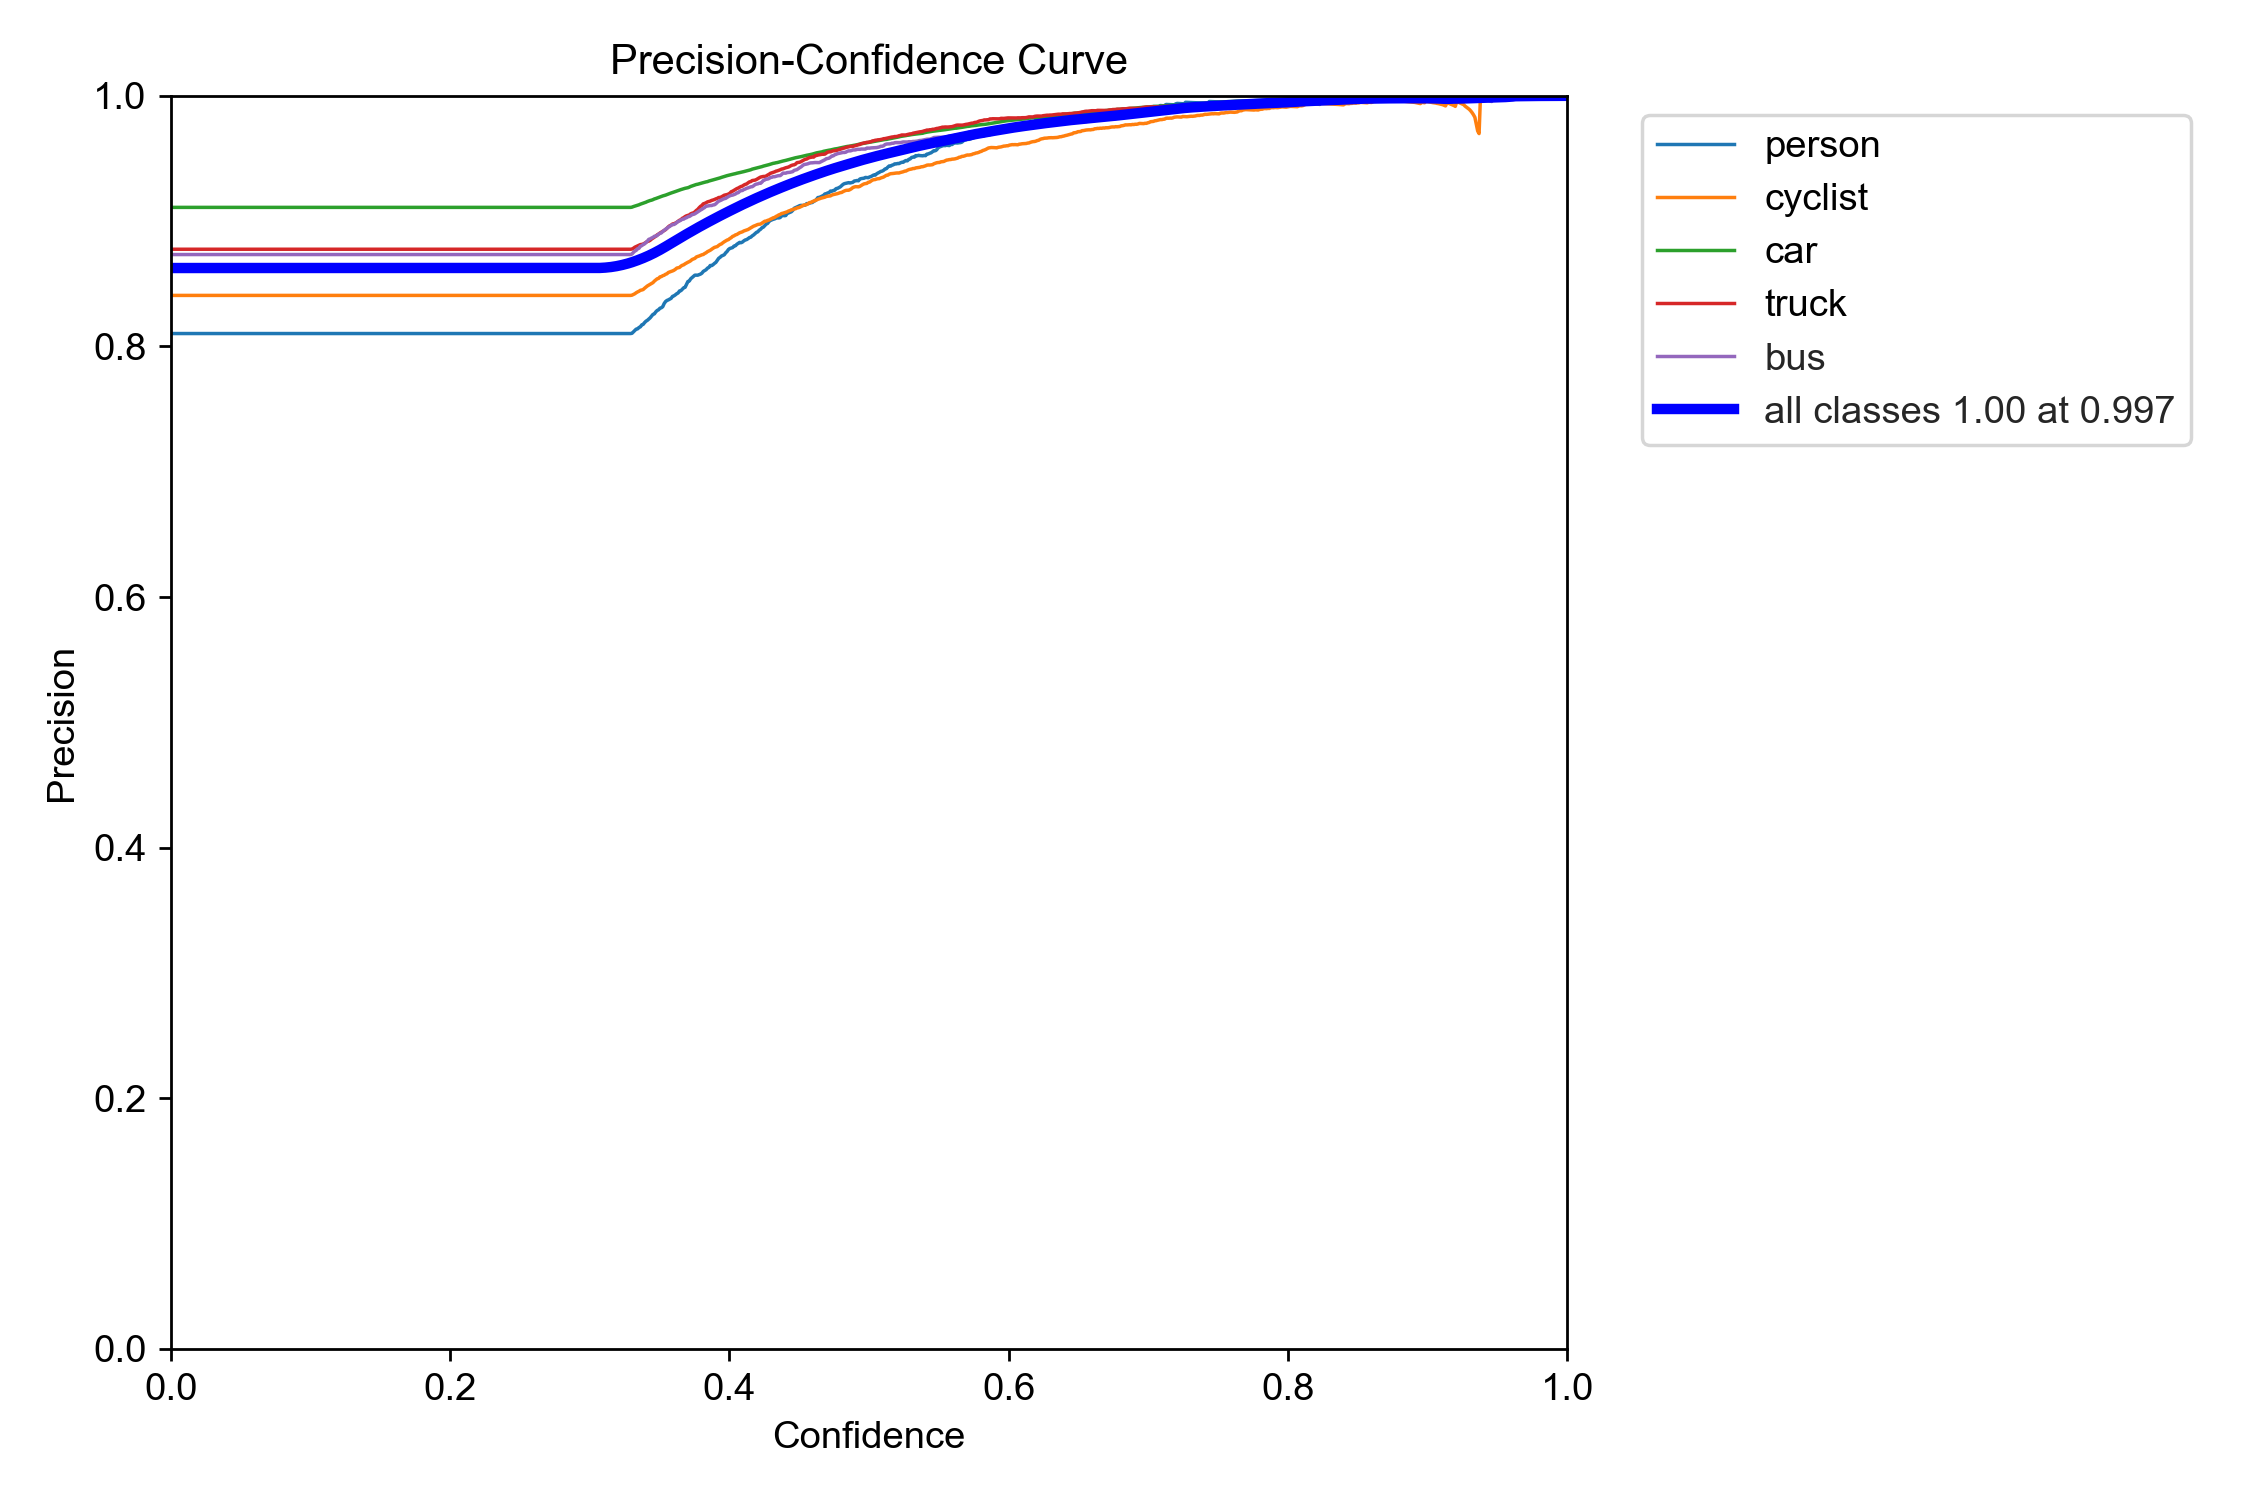 Precision-Confidence Curve
1.0
0.8
0.6
0.4
0.2
0.0
Precision
0.0 0.2 0.4 0.6 0.8 1.0
Confidence
person
cyclist
car
truck
bus
all classes 1.00 at 0.997